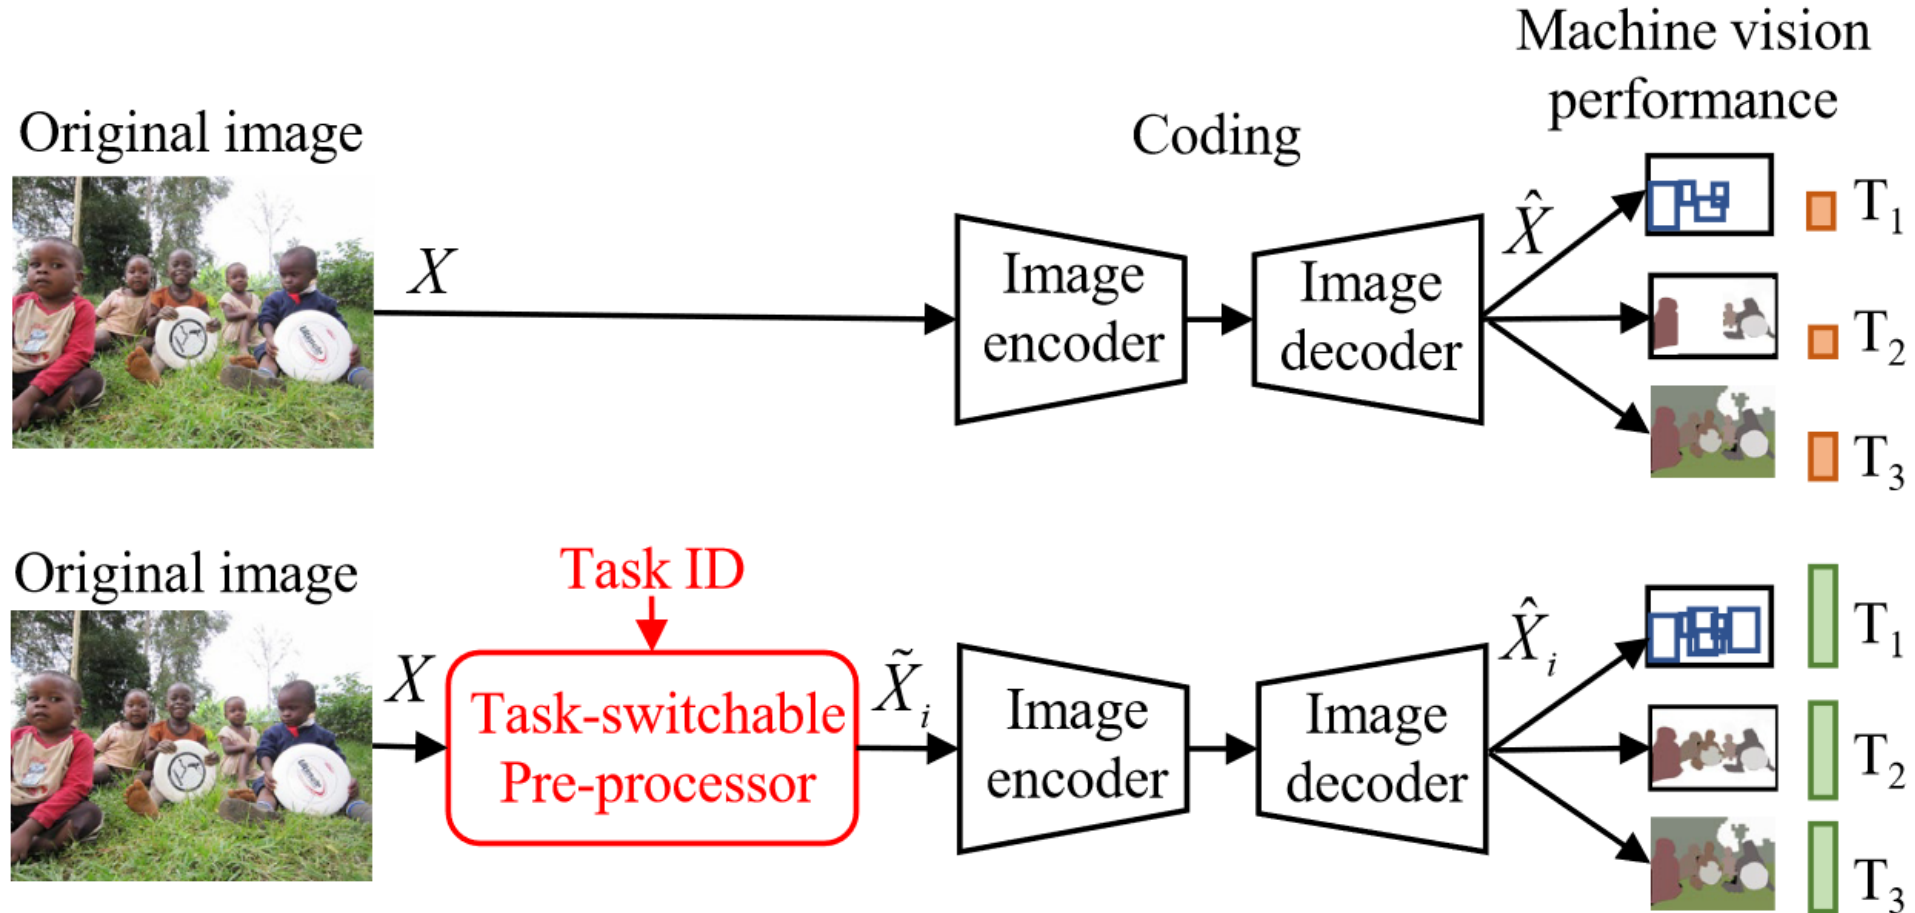 Machine vision
performance
Original image
Coding
X
Image
encoder
Image
decoder
X̂
T₁
T₂
T₃
Original image
Task ID
X
Task-switchable
Pre-processor
X̃ᵢ
Image
encoder
Image
decoder
X̂ᵢ
T₁
T₂
T₃